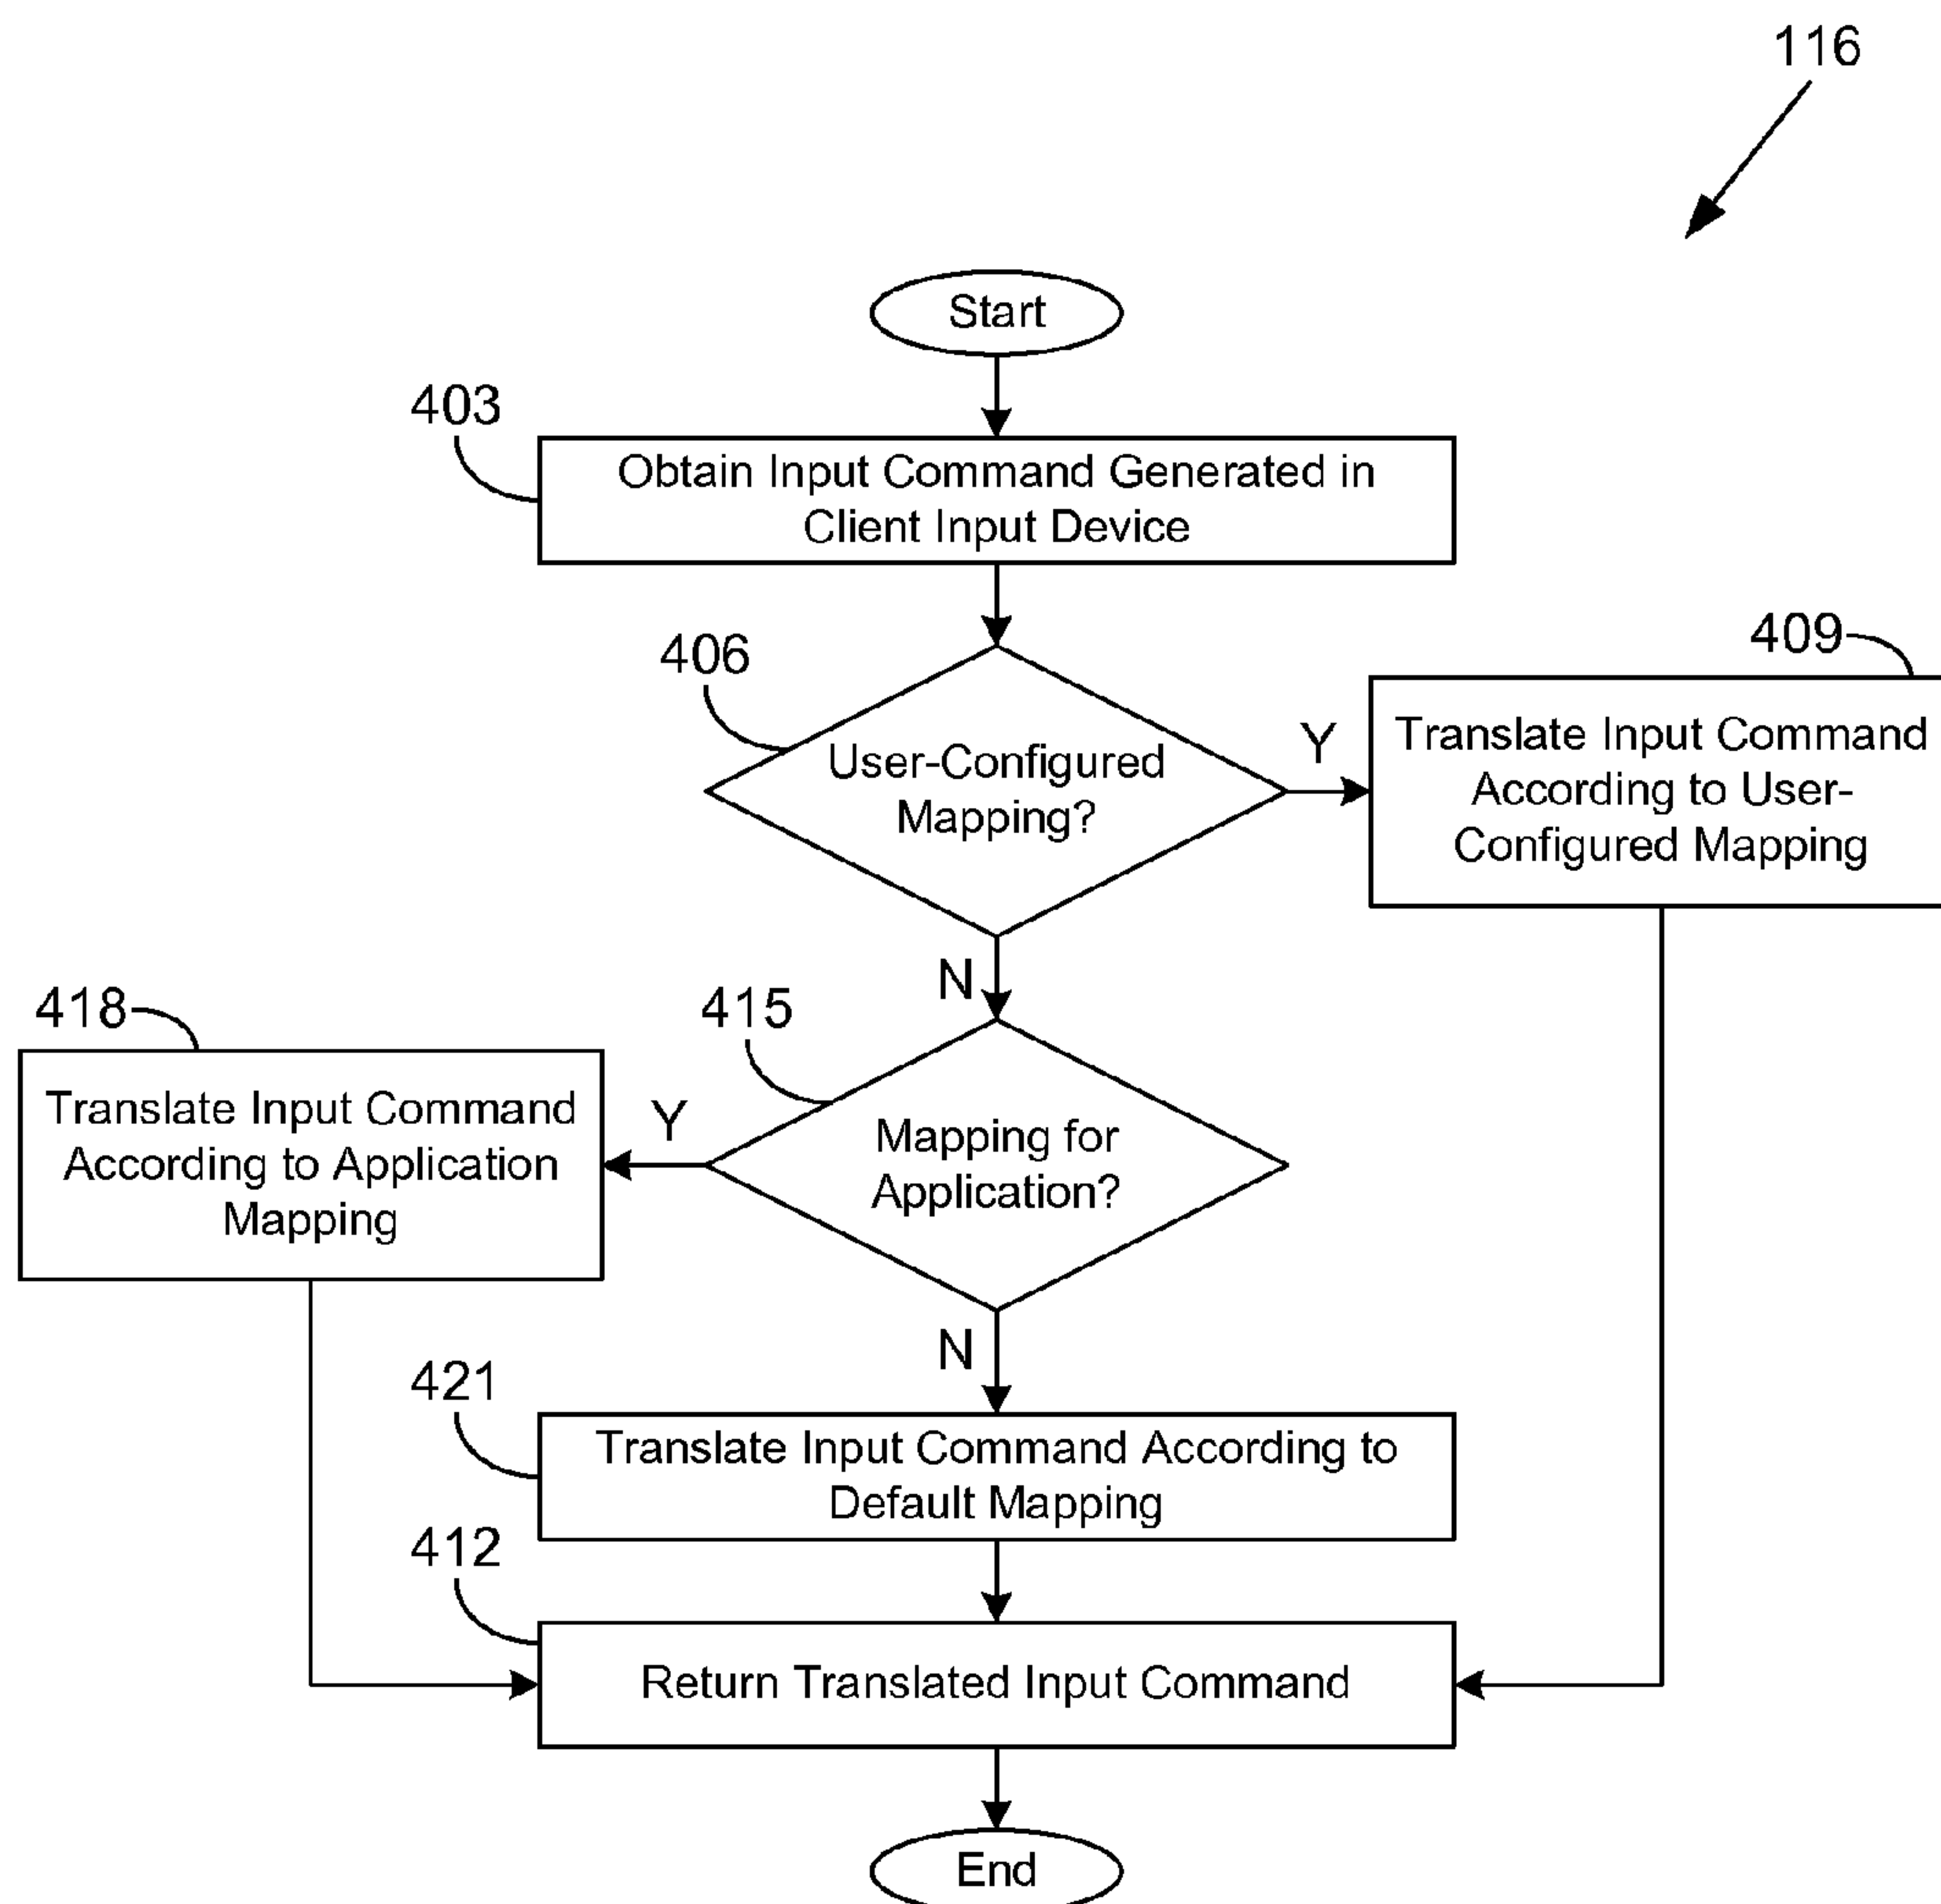 116
Start
403
Obtain Input Command Generated in
Client Input Device
406
User-Configured
Mapping?
Y
409
Translate Input Command
According to User-
Configured Mapping
N
415
Mapping for
Application?
Y
418
Translate Input Command
According to Application
Mapping
N
421
Translate Input Command According to
Default Mapping
412
Return Translated Input Command
End